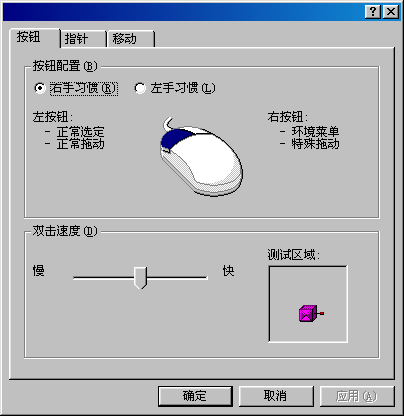 按钮
指针
移动
按钮配置(B)
右手习惯(R)
左手习惯(L)
左按钮:
- 正常选定
- 正常拖动
右按钮:
- 环境菜单
- 特殊拖动
双击速度(D)
慢
快
测试区域:
确定
取消
应用(A)